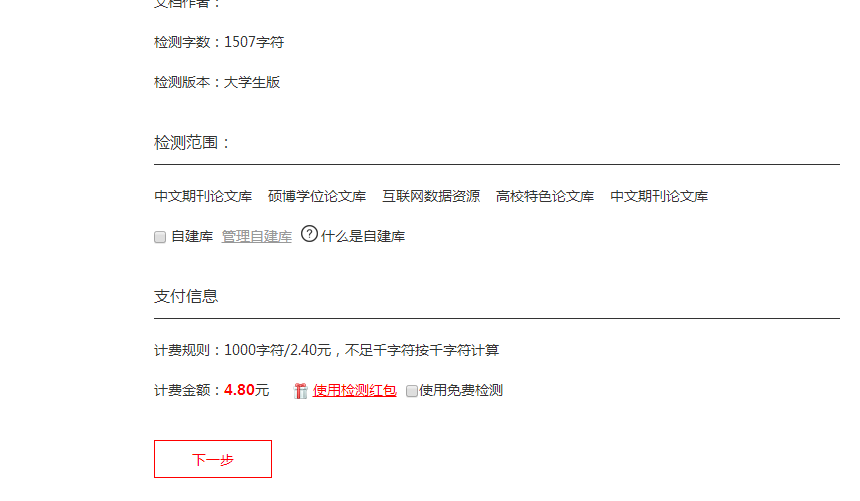 文档作者：
检测字数：1507字符
检测版本：大学生版
检测范围：
中文期刊论文库 硕博学位论文库 互联网数据资源 高校特色论文库 中文期刊论文库
自建库 管理自建库 ? 什么是自建库
支付信息
计费规则：1000字符/2.40元，不足千字符按千字符计算
计费金额：4.80元 使用检测红包 使用免费检测
下一步